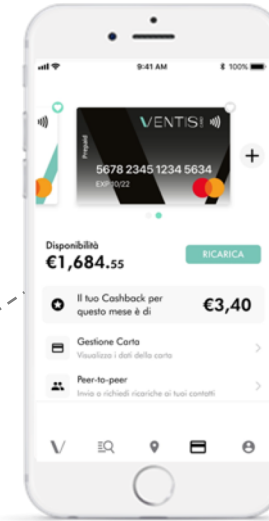 9:41 AM
100%
VENTIS
Prepaid
5678 2345 1234 5634
EXP.10/22
Disponibilità
€1,684.55
RICARICA
Il tuo Cashback per
questo mese è di
€3,40
Gestione Carta
Visualizza i dati della carta
Peer-to-peer
Invia o richiedi ricariche ai tuoi contatti
V